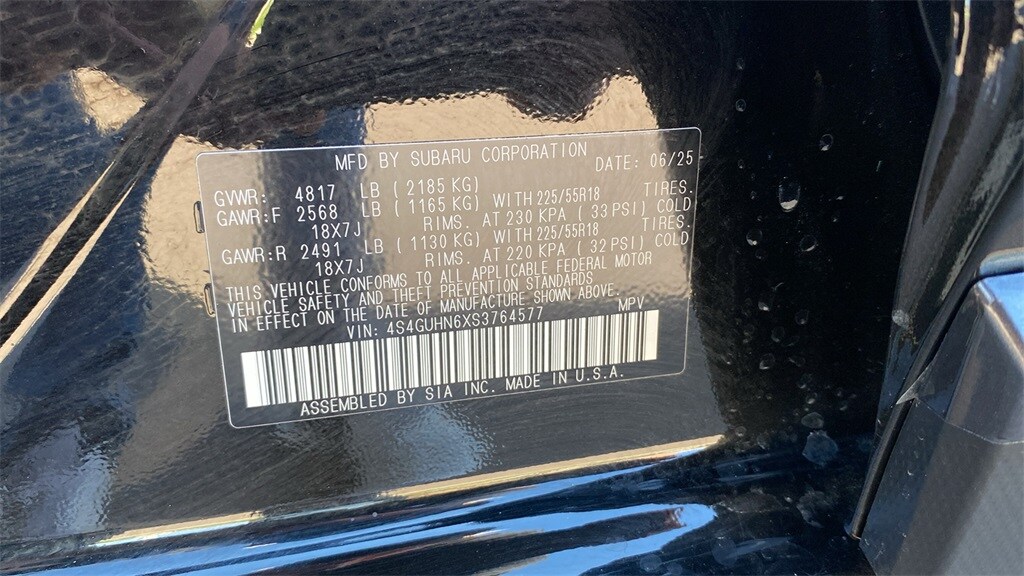 MFD BY SUBARU CORPORATION DATE: 06/25
GVWR: 4817 LB (2185 KG)
GAWR:F 2568 LB (1165 KG) WITH 225/55R18 TIRES.
18X7J RIMS. AT 230 KPA (33 PSI) COLD
GAWR:R 2491 LB (1130 KG) WITH 225/55R18 TIRES.
18X7J RIMS. AT 220 KPA (32 PSI) COLD
THIS VEHICLE CONFORMS TO ALL APPLICABLE FEDERAL MOTOR
VEHICLE SAFETY AND THEFT PREVENTION STANDARDS
IN EFFECT ON THE DATE OF MANUFACTURE SHOWN ABOVE.
VIN: 4S4GUHN6XS3764577 MPV
ASSEMBLED BY SIA INC. MADE IN U.S.A.